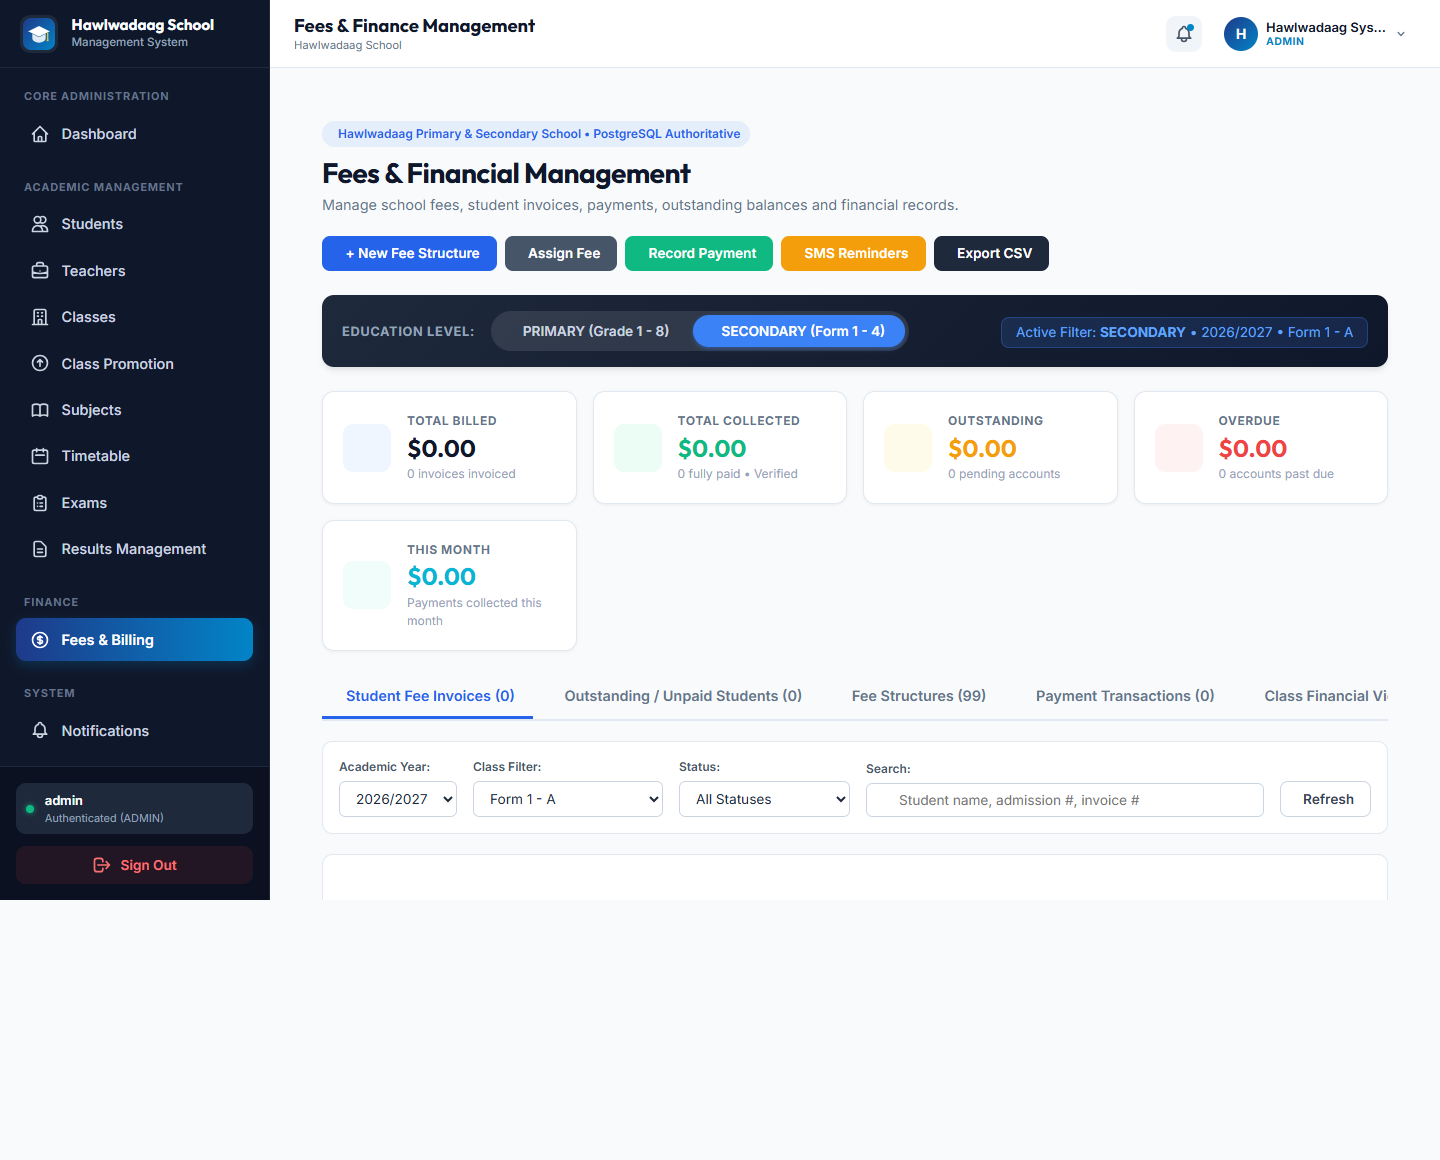 Hawlwadaag School
Management System
CORE ADMINISTRATION
Dashboard
ACADEMIC MANAGEMENT
Students
Teachers
Classes
Class Promotion
Subjects
Timetable
Exams
Results Management
FINANCE
Fees & Billing
SYSTEM
Notifications
admin
Authenticated (ADMIN)
Sign Out
Fees & Finance Management
Hawlwadaag School
H
Hawlwadaag Sys...
ADMIN
Hawlwadaag Primary & Secondary School • PostgreSQL Authoritative
Fees & Financial Management
Manage school fees, student invoices, payments, outstanding balances and financial records.
+ New Fee Structure
Assign Fee
Record Payment
SMS Reminders
Export CSV
EDUCATION LEVEL:
PRIMARY (Grade 1 - 8)
SECONDARY (Form 1 - 4)
Active Filter: SECONDARY • 2026/2027 • Form 1 - A
TOTAL BILLED
$0.00
0 invoices invoiced
TOTAL COLLECTED
$0.00
0 fully paid • Verified
OUTSTANDING
$0.00
0 pending accounts
OVERDUE
$0.00
0 accounts past due
THIS MONTH
$0.00
Payments collected this
month
Student Fee Invoices (0)
Outstanding / Unpaid Students (0)
Fee Structures (99)
Payment Transactions (0)
Class Financial
Academic Year:
2026/2027
Class Filter:
Form 1 - A
Status:
All Statuses
Search:
Student name, admission #, invoice #
Refresh